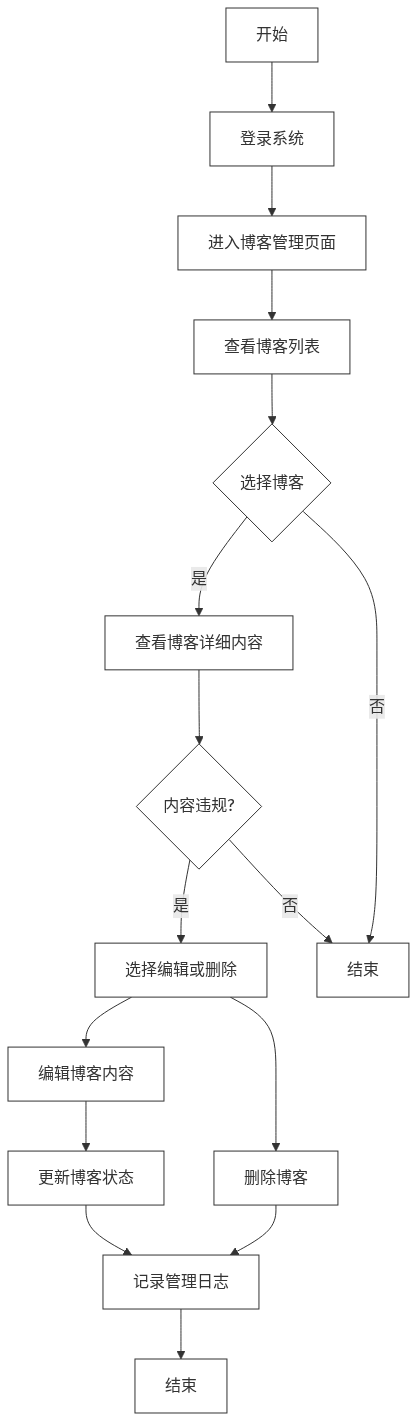 开始
登录系统
进入博客管理页面
查看博客列表
选择博客
是
查看博客详细内容
否
内容违规?
是
否
选择编辑或删除
结束
编辑博客内容
更新博客状态
删除博客
记录管理日志
结束